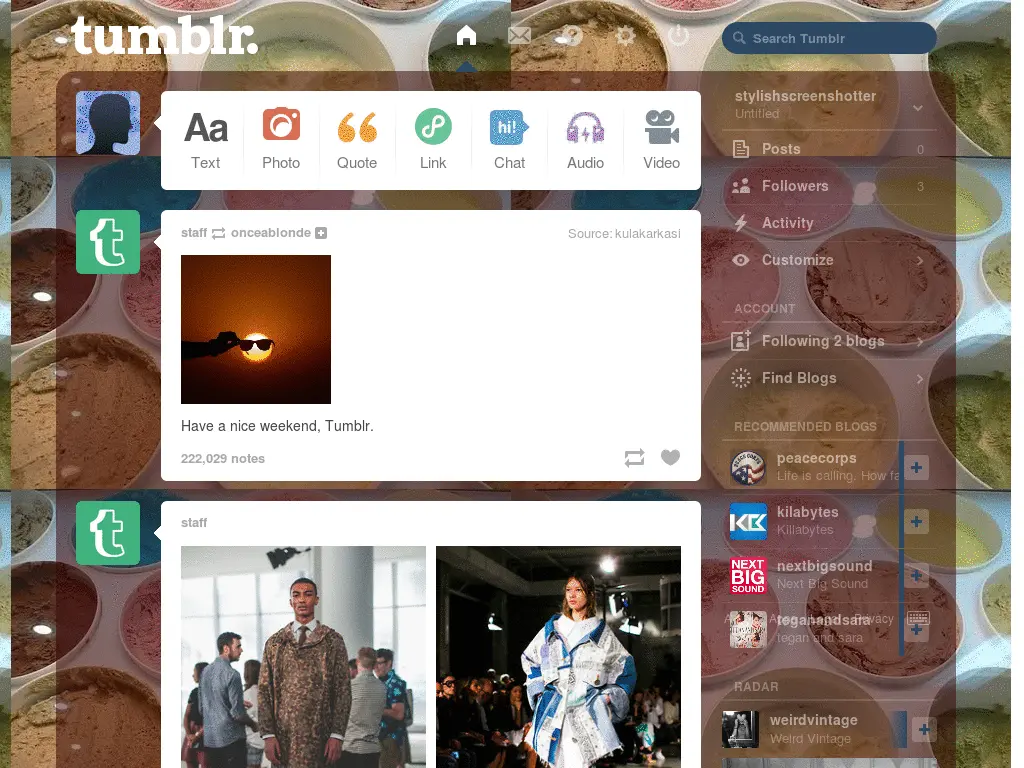 tumblr.
Search Tumblr
Aa
Text
Photo
Quote
Link
hi!
Chat
Audio
Video
stylishscreenshotter
Untitled
Posts 0
Followers 3
Activity
Customize
ACCOUNT
Following 2 blogs
Find Blogs
RECOMMENDED BLOGS
peacecorps
Life is calling. How fa
kilabytes
Killabytes
NEXT
BIG
SOUND
nextbigsound
Next Big Sound
teganandsara
Privacy
tegan and sara
RADAR
weirdvintage
Weird Vintage
t
staff onceablonde
Source: kulakarkasi
Have a nice weekend, Tumblr.
222,029 notes
t
staff